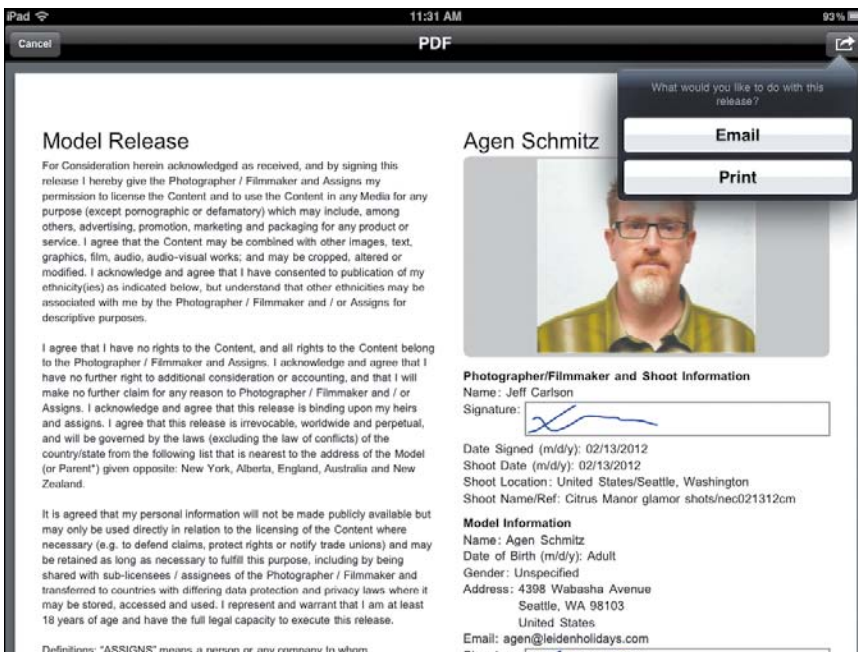 iPad 11:31 AM 93%
Cancel PDF
What would you like to do with this
release?
Email
Print
Model Release
For Consideration herein acknowledged as received, and by signing this
release I hereby give the Photographer / Filmmaker and Assigns my
permission to license the Content and to use the Content in any Media for any
purpose (except pornographic or defamatory) which may include, among
others, advertising, promotion, marketing and packaging for any product or
service. I agree that the Content may be combined with other images, text,
graphics, film, audio, audio-visual works; and may be cropped, altered or
modified. I acknowledge and agree that I have consented to publication of my
ethnicity(ies) as indicated below, but understand that other ethnicities may be
associated with me by the Photographer / Filmmaker and / or Assigns for
descriptive purposes.
I agree that I have no rights to the Content, and all rights to the Content belong
to the Photographer / Filmmaker and Assigns. I acknowledge and agree that I
have no further right to additional consideration or accounting, and that I will
make no further claim for any reason to Photographer / Filmmaker and / or
Assigns. I acknowledge and agree that this release is binding upon my heirs
and assigns. I agree that this release is irrevocable, worldwide and perpetual,
and will be governed by the laws (excluding the law of conflicts) of the
country/state from the following list that is nearest to the address of the Model
(or Parent*) given opposite: New York, Alberta, England, Australia and New
Zealand.
It is agreed that my personal information will not be made publicly available but
may only be used directly in relation to the licensing of the Content where
necessary (e.g. to defend claims, protect rights or notify trade unions) and may
be retained as long as necessary to fulfill this purpose, including by being
shared with sub-licensees / assignees of the Photographer / Filmmaker and
transferred to countries with differing data protection and privacy laws where it
may be stored, accessed and used. I represent and warrant that I am at least
18 years of age and have the full legal capacity to execute this release.
Definitions: "ASSIGNS" means a person or any company to whom
Agen Schmitz
Photographer/Filmmaker and Shoot Information
Name: Jeff Carlson
Signature:
Date Signed (m/d/y): 02/13/2012
Shoot Date (m/d/y): 02/13/2012
Shoot Location: United States/Seattle, Washington
Shoot Name/Ref: Citrus Manor glamor shots/nec021312cm
Model Information
Name: Agen Schmitz
Date of Birth (m/d/y): Adult
Gender: Unspecified
Address: 4398 Wabasha Avenue
Seattle, WA 98103
United States
Email: agen@leidenholidays.com